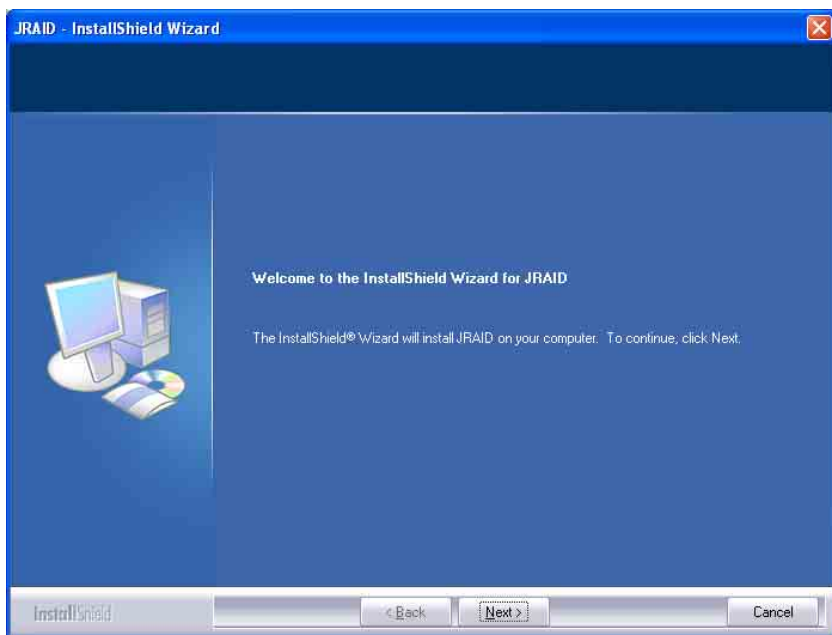 JRAID - InstallShield Wizard
Welcome to the InstallShield Wizard for JRAID
The InstallShield® Wizard will install JRAID on your computer.  To continue, click Next.
InstallShield
< Back
Next >
Cancel